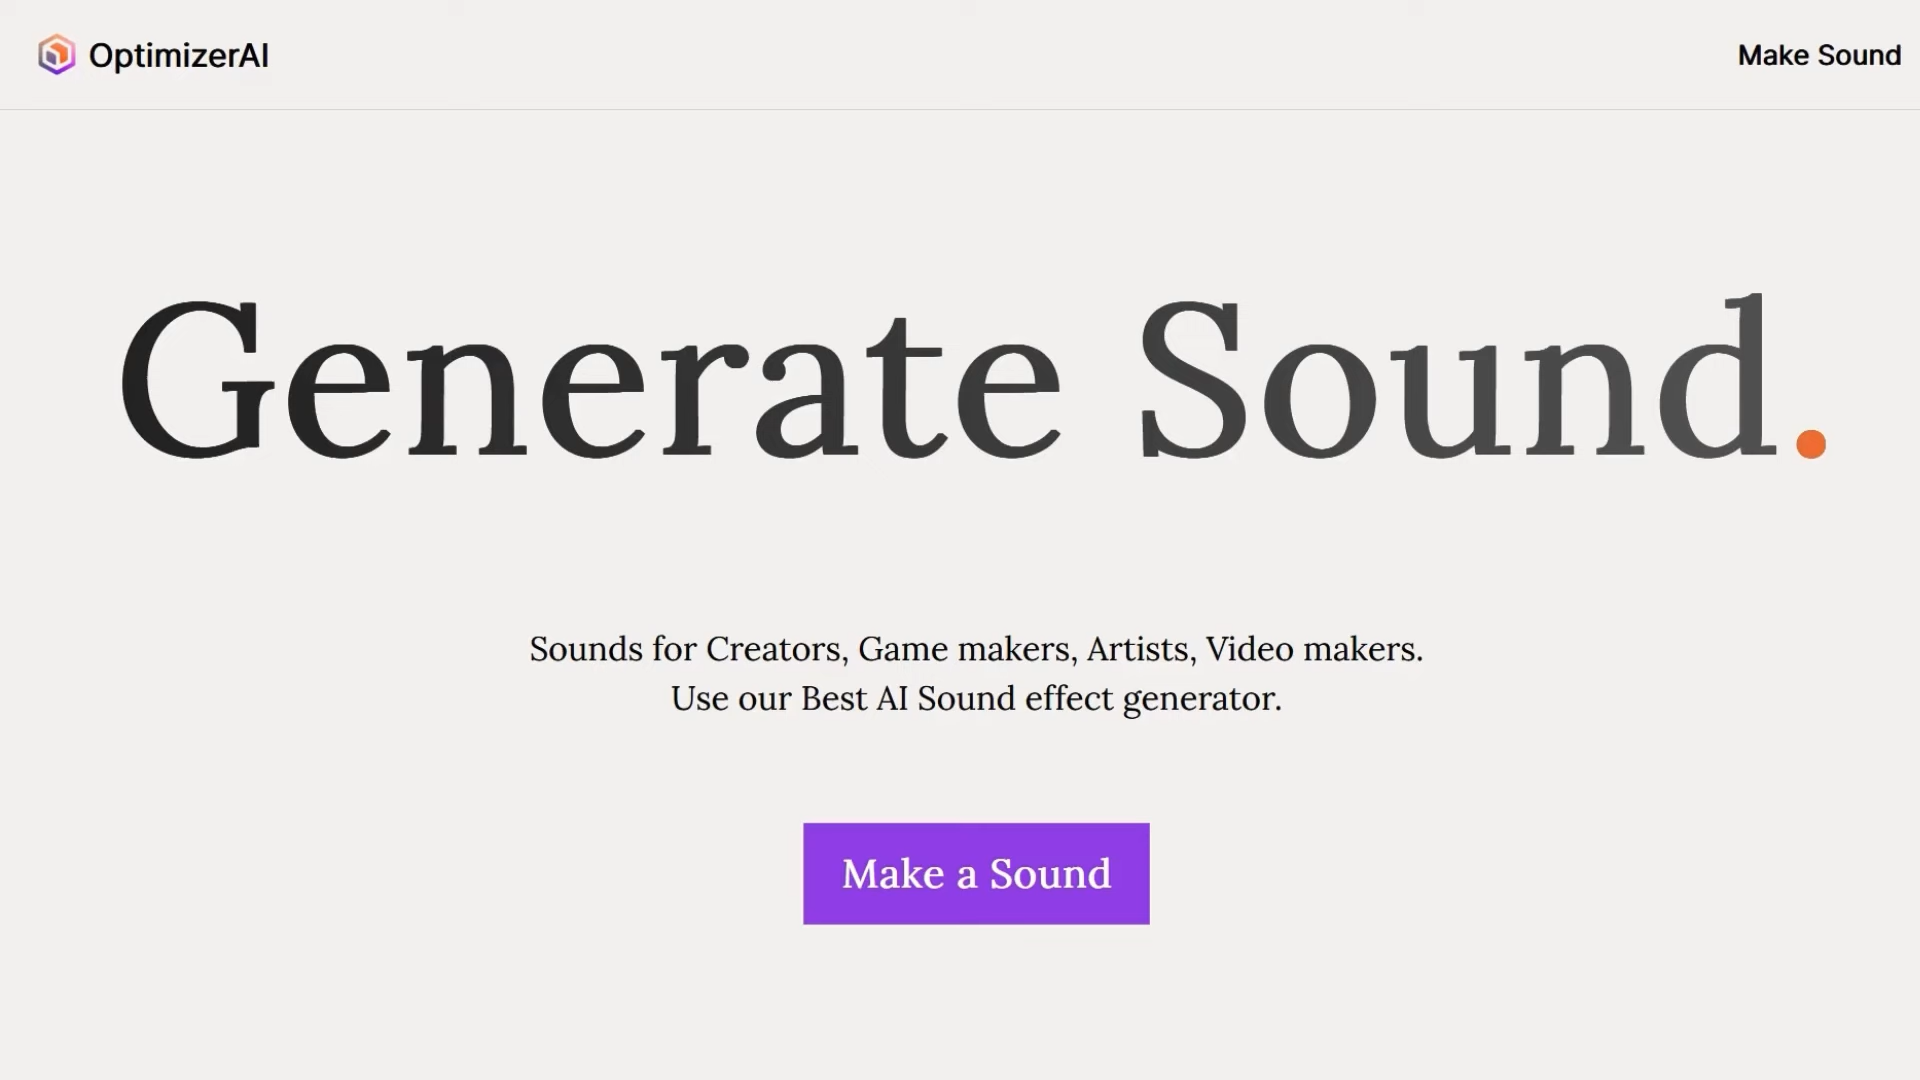 OptimizerAI
Make Sound
Generate Sound.
Sounds for Creators, Game makers, Artists, Video makers.
Use our Best AI Sound effect generator.
Make a Sound